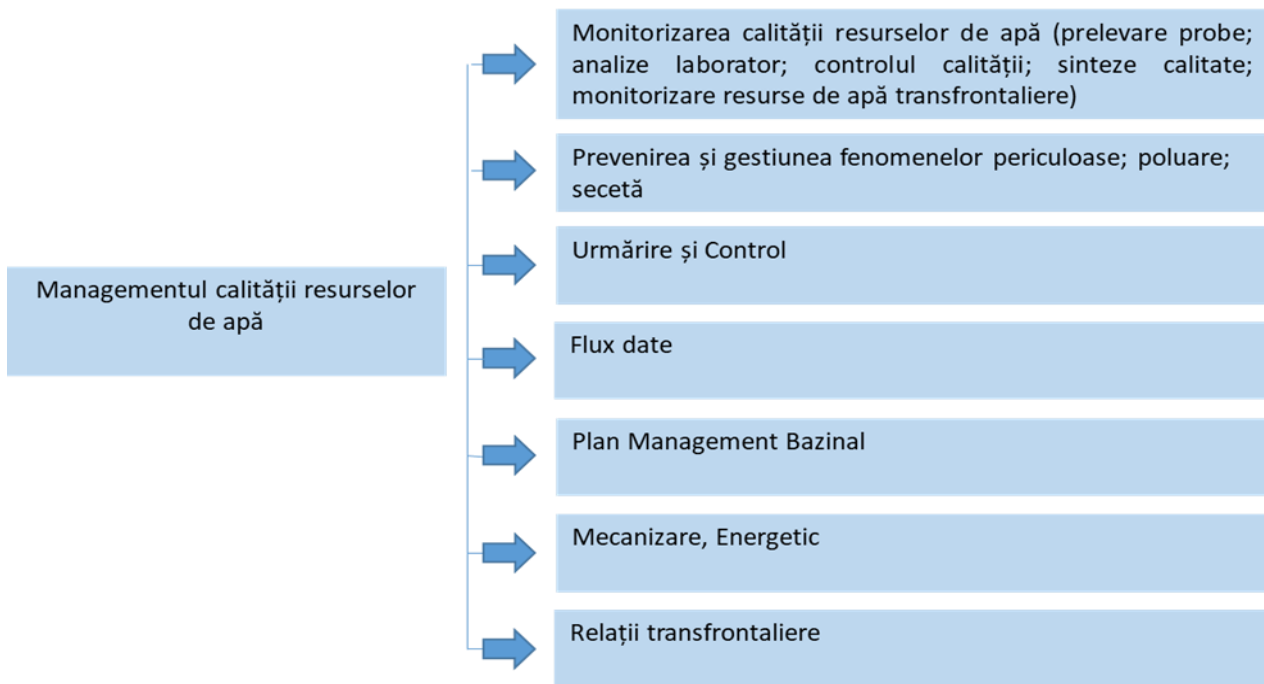 Monitorizarea calității resurselor de apă (prelevare probe;
analize laborator; controlul calității; sinteze calitate;
monitorizare resurse de apă transfrontaliere)
Prevenirea și gestiunea fenomenelor periculoase; poluare;
secetă
Urmărire și Control
Managementul calității resurselor
de apă
Flux date
Plan Management Bazinal
Mecanizare, Energetic
Relații transfrontaliere